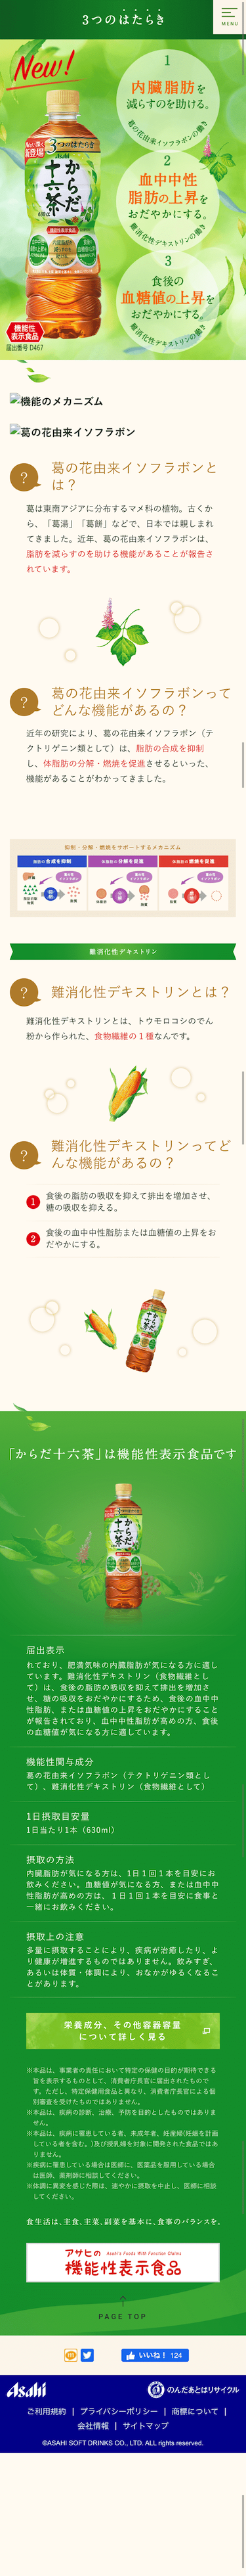 3つのはたらき
MENU
New!
1
内臓脂肪を
減らすのを助ける。
葛の花由来イソフラボンの働き
2
血中中性
脂肪の上昇を
おだやかにする。
難消化性デキストリンの働き
3
食後の
血糖値の上昇を
おだやかにする。
難消化性デキストリンの働き
新登場
Asahi
3つのはたらき
からだ
十六茶
機能性
表示食品
届出番号 D467
機能のメカニズム
葛の花由来イソフラボン
?
葛の花由来イソフラボンと
は？
葛は東南アジアに分布するマメ科の植物。古くか
ら、「葛湯」「葛餅」などで、日本では親しまれ
てきました。近年、葛の花由来イソフラボンは、
脂肪を減らすのを助ける機能があることが報告さ
れています。
?
葛の花由来イソフラボンって
どんな機能があるの？
近年の研究により、葛の花由来イソフラボン（テ
クトリゲニン類として）は、脂肪の合成を抑制
し、体脂肪の分解・燃焼を促進させるといった、
機能があることがわかってきました。
抑制・分解・燃焼をサポートするメカニズム
脂肪の合成を抑制
体脂肪の分解を促進
体脂肪の燃焼を促進
難消化性デキストリン
?
難消化性デキストリンとは？
難消化性デキストリンとは、トウモロコシのでん
粉から作られた、食物繊維の１種なんです。
?
難消化性デキストリンってど
んな機能があるの？
1
食後の脂肪の吸収を抑えて排出を増加させ、
糖の吸収を抑える。
2
食後の血中中性脂肪または血糖値の上昇をお
だやかにする。
「からだ十六茶」は機能性表示食品です
届出表示
れており、肥満気味の内臓脂肪が気になる方に適し
ています。難消化性デキストリン（食物繊維とし
て）は、食後の脂肪の吸収を抑えて排出を増加さ
せ、糖の吸収をおだやかにするため、食後の血中中
性脂肪、または血糖値の上昇をおだやかにすること
が報告されており、血中中性脂肪が高めの方、食後
の血糖値が気になる方に適しています。
機能性関与成分
葛の花由来イソフラボン（テクトリゲニン類とし
て）、難消化性デキストリン（食物繊維として）
1日摂取目安量
1日当たり1本（630ml）
摂取の方法
内臓脂肪が気になる方は、1日１回１本を目安にお
飲みください。血糖値が気になる方、または血中中
性脂肪が高めの方は、１日１回１本を目安に食事と
一緒にお飲みください。
摂取上の注意
多量に摂取することにより、疾病が治癒したり、よ
り健康が増進するものではありません。飲みすぎ、
あるいは体質・体調により、おなかがゆるくなるこ
とがあります。
栄養成分、その他容器容量
について詳しく見る
※本品は、事業者の責任において特定の保健の目的が期待できる
旨を表示するものとして、消費者庁長官に届出されたもので
す。ただし、特定保健用食品と異なり、消費者庁長官による個
別審査を受けたものではありません。
※本品は、疾病の診断、治療、予防を目的としたものではありま
せん。
※本品は、疾病に罹患している者、未成年者、妊産婦(妊娠を計画
している者を含む。)及び授乳婦を対象に開発された食品ではあ
りません。
※疾病に罹患している場合は医師に、医薬品を服用している場合
は医師、薬剤師に相談してください。
※体調に異変を感じた際は、速やかに摂取を中止し、医師に相談
してください。
食生活は、主食、主菜、副菜を基本に、食事のバランスを。
アサヒの Asahi's Foods With Function Claims
機能性表示食品
PAGE TOP
いいね！ 124
Asahi
のんだあとはリサイクル
ご利用規約 | プライバシーポリシー | 商標について |
会社情報 | サイトマップ
©ASAHI SOFT DRINKS CO., LTD. ALL rights reserved.